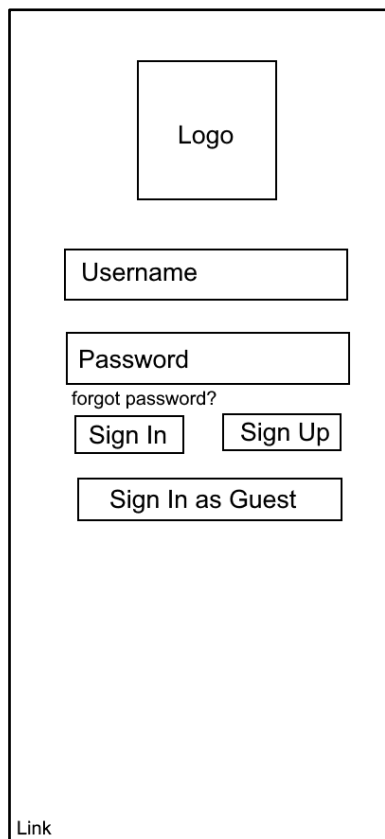 Logo
Username
Password
forgot password?
Sign In
Sign Up
Sign In as Guest
Link